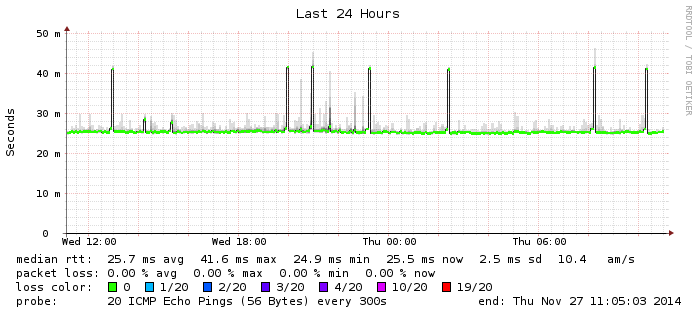 Last 24 Hours
RRDTOOL / TOBI OETIKER
Seconds
50 m
40 m
30 m
20 m
10 m
0
Wed 12:00 Wed 18:00 Thu 00:00 Thu 06:00
median rtt: 25.7 ms avg 41.6 ms max 24.9 ms min 25.5 ms now 2.5 ms sd 10.4 am/s
packet loss: 0.00 % avg 0.00 % max 0.00 % min 0.00 % now
loss color: 0 1/20 2/20 3/20 4/20 10/20 19/20
probe: 20 ICMP Echo Pings (56 Bytes) every 300s end: Thu Nov 27 11:05:03 2014